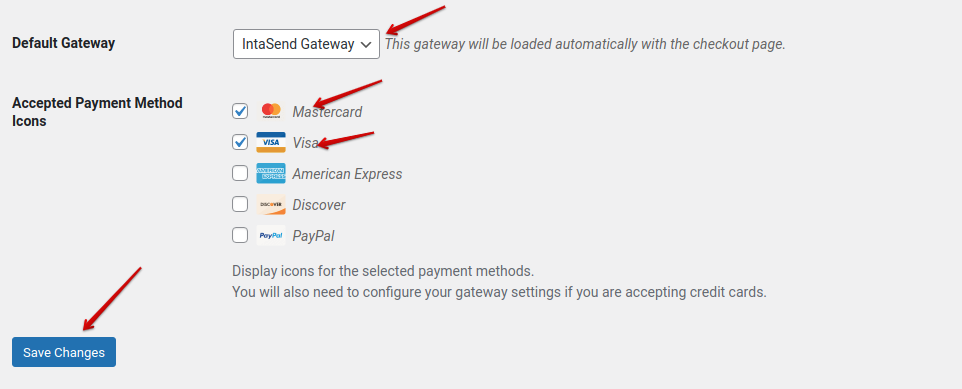 Default Gateway
IntaSend Gateway
This gateway will be loaded automatically with the checkout page.
Accepted Payment Method
Icons
Mastercard
VISA Visa
AMERICAN EXPRESS American Express
DISCOVER Discover
PayPal PayPal
Display icons for the selected payment methods.
You will also need to configure your gateway settings if you are accepting credit cards.
Save Changes